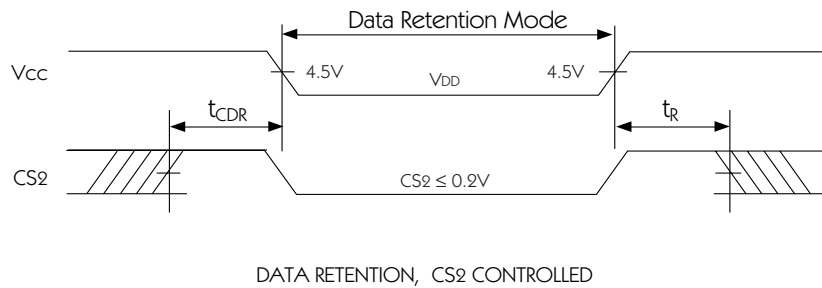 Data Retention Mode
Vcc 4.5V VDD 4.5V
tCDR tR
CS2 CS2 ≤ 0.2V
DATA RETENTION, CS2 CONTROLLED